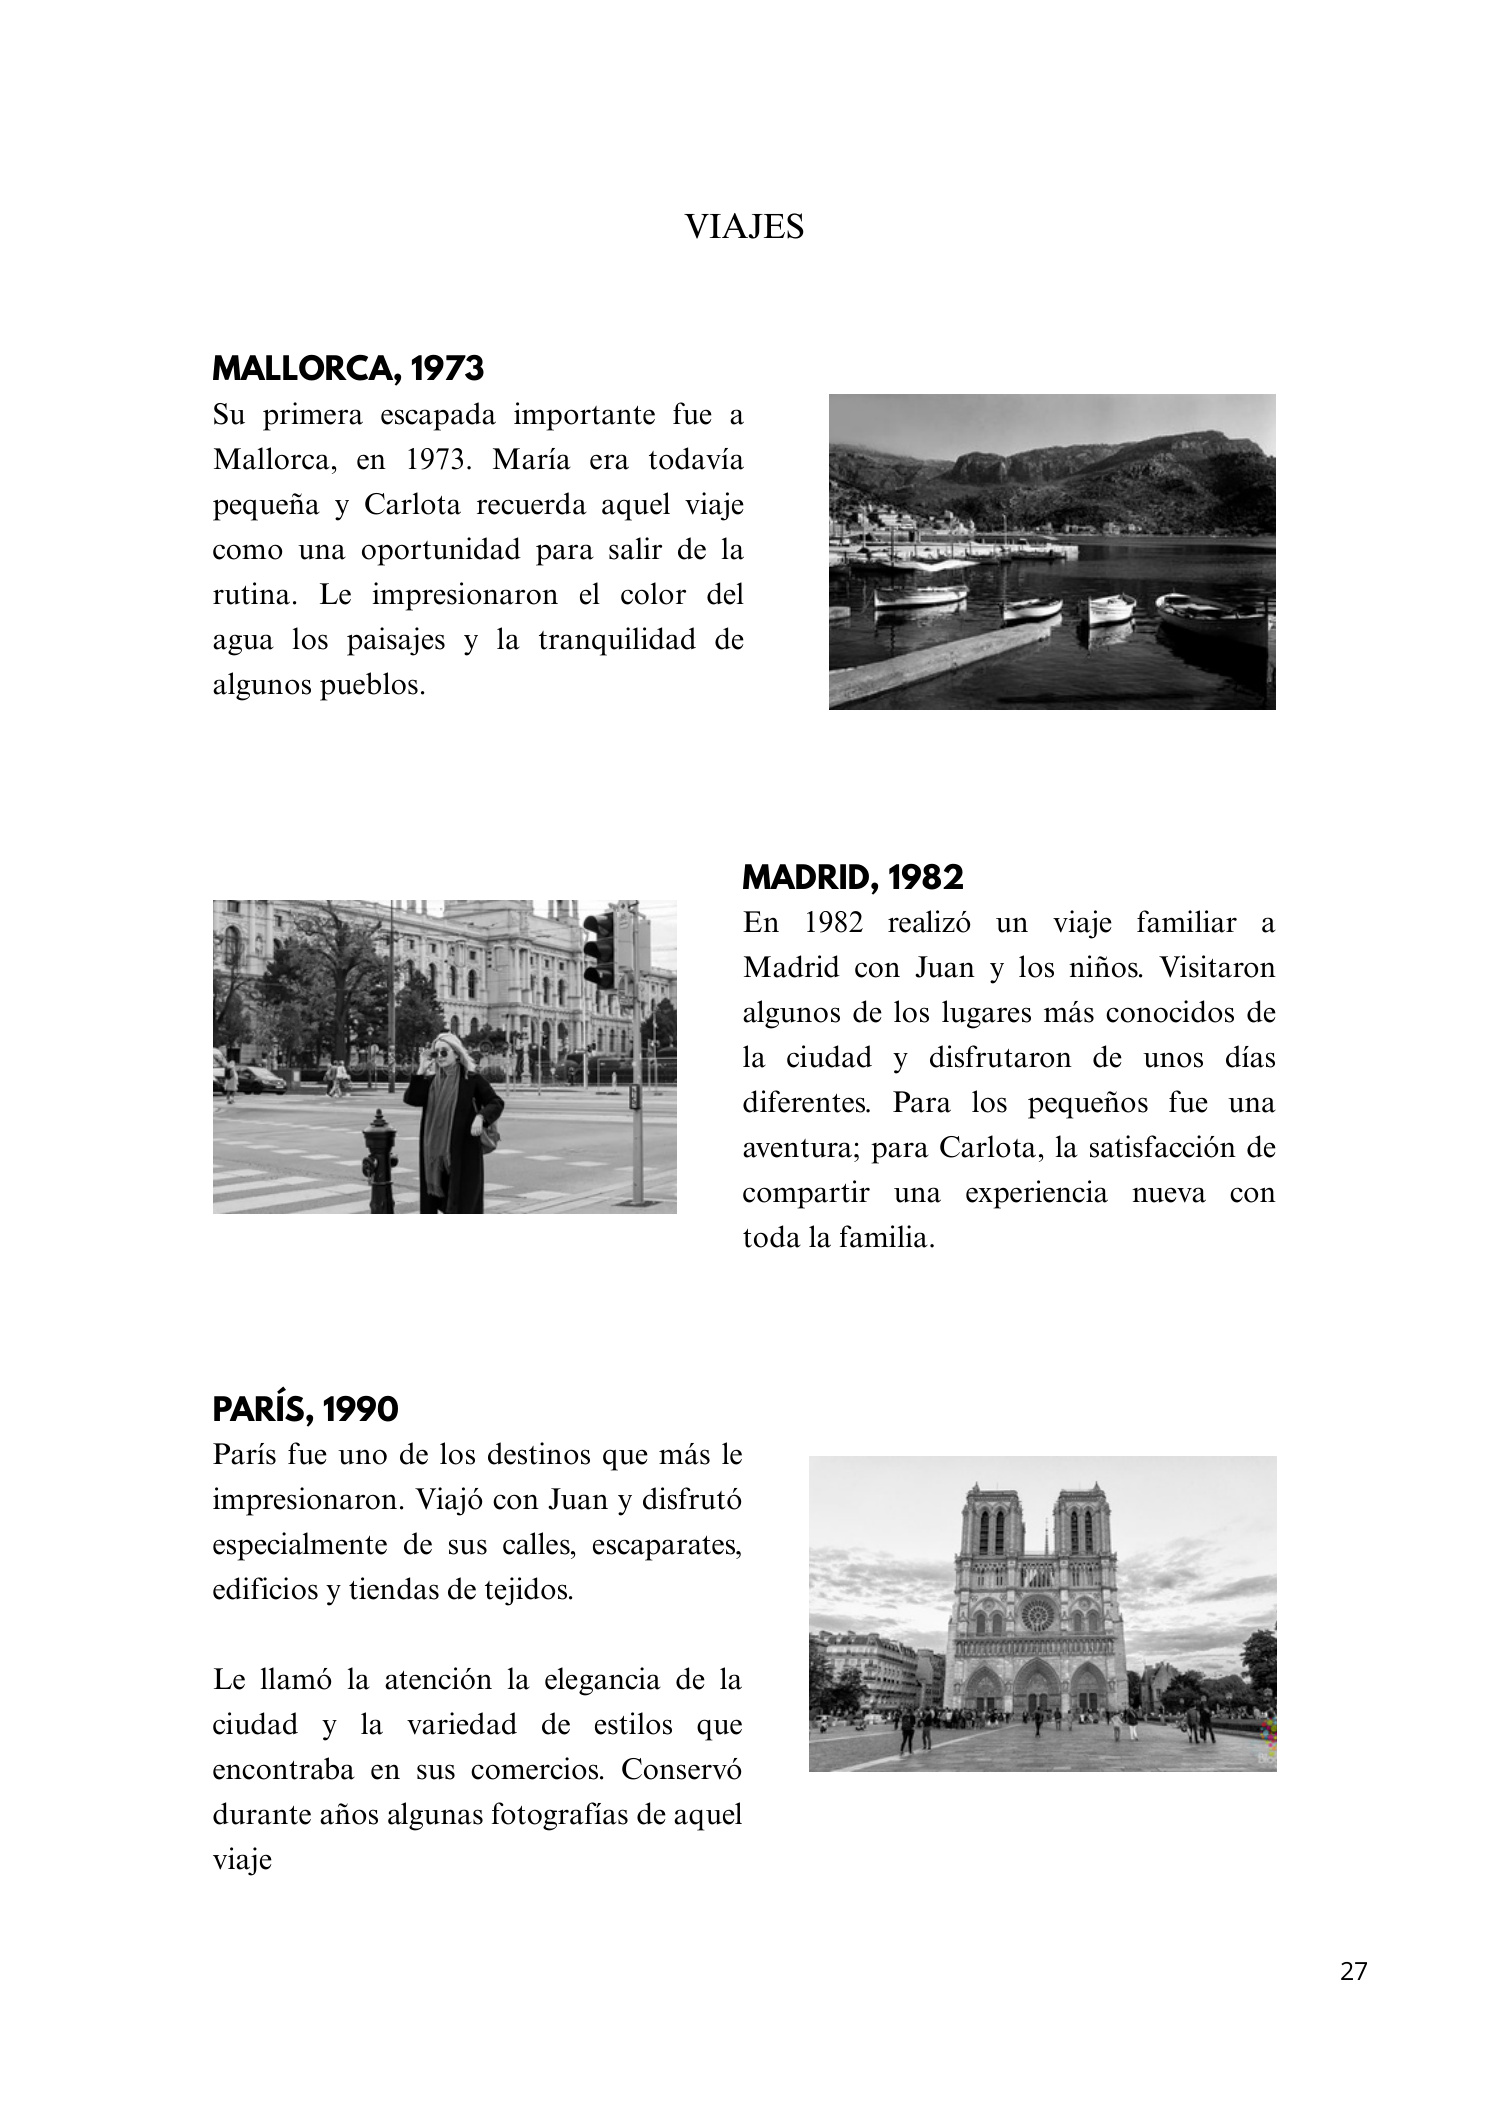 VIAJES
MALLORCA, 1973
Su primera escapada importante fue a
Mallorca, en 1973. María era todavía
pequeña y Carlota recuerda aquel viaje
como una oportunidad para salir de la
rutina. Le impresionaron el color del
agua los paisajes y la tranquilidad de
algunos pueblos.
MADRID, 1982
En 1982 realizó un viaje familiar a
Madrid con Juan y los niños. Visitaron
algunos de los lugares más conocidos de
la ciudad y disfrutaron de unos días
diferentes. Para los pequeños fue una
aventura; para Carlota, la satisfacción de
compartir una experiencia nueva con
toda la familia.
PARÍS, 1990
París fue uno de los destinos que más le
impresionaron. Viajó con Juan y disfrutó
especialmente de sus calles, escaparates,
edificios y tiendas de tejidos.
Le llamó la atención la elegancia de la
ciudad y la variedad de estilos que
encontraba en sus comercios. Conservó
durante años algunas fotografías de aquel
viaje
27